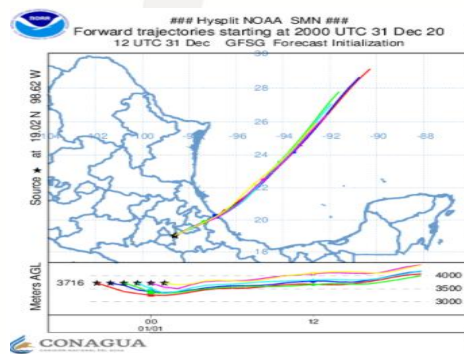 NOAA
### Hysplit NOAA SMN ###
Forward trajectories starting at 2000 UTC 31 Dec 20
12 UTC 31 Dec GFSG Forecast Initialization
Source ★ at 19.02 N 98.62 W
30
28
26
24
22
20
18
-102 -100 -98 -96 -94 -92 -90 -88
Meters AGL
3716
4000
3500
3000
00 12
01/01
CONAGUA